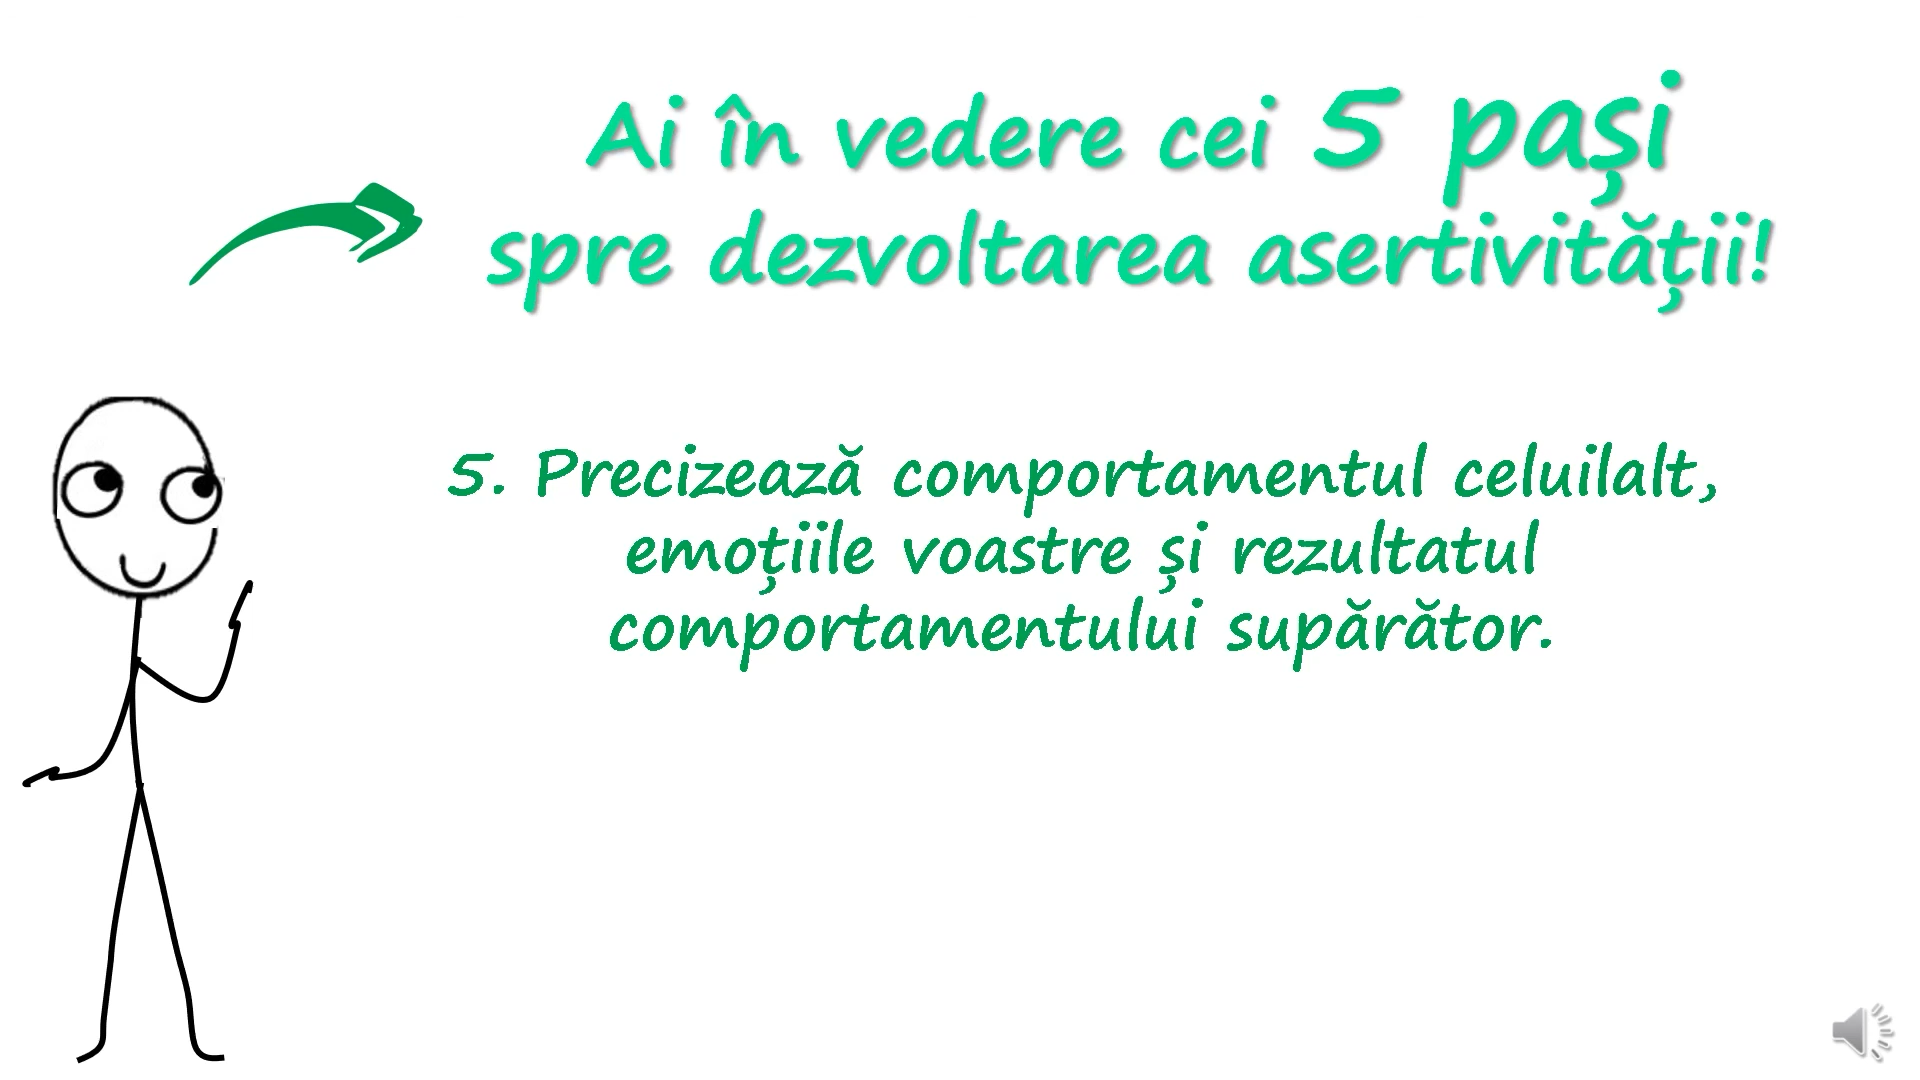 Ai în vedere cei 5 pași
spre dezvoltarea asertivității!
5. Precizează comportamentul celuilalt,
emoțiile voastre și rezultatul
comportamentului supărător.